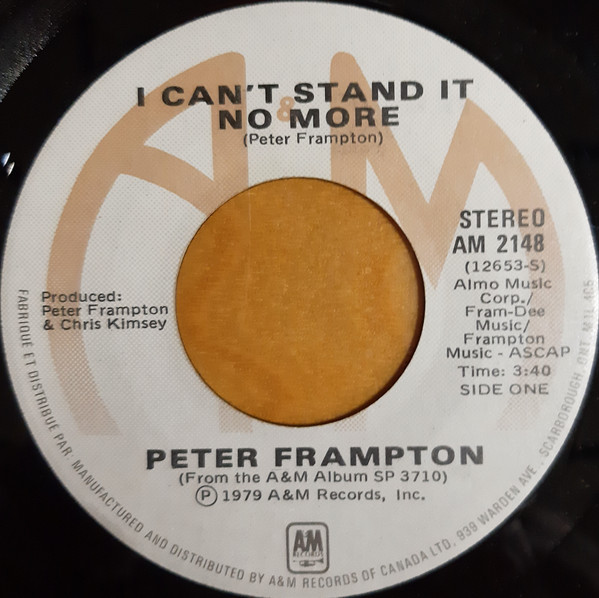 I CAN'T STAND IT
NO MORE
(Peter Frampton)
STEREO
AM 2148
(12653-S)
Almo Music
Corp./
Fram-Dee
Music/
Frampton
Music - ASCAP
Time: 3:40
SIDE ONE
Produced:
Peter Frampton
& Chris Kimsey
PETER FRAMPTON
(From the A&M Album SP 3710)
Ⓟ 1979 A&M Records, Inc.
A&M
RECORDS
FABRIQUE ET DISTRIBUE PAR: MANUFACTURED AND DISTRIBUTED BY A&M RECORDS OF CANADA LTD. 939 WARDEN AVE., SCARBOROUGH, ONT. M1L 4C5
A&M